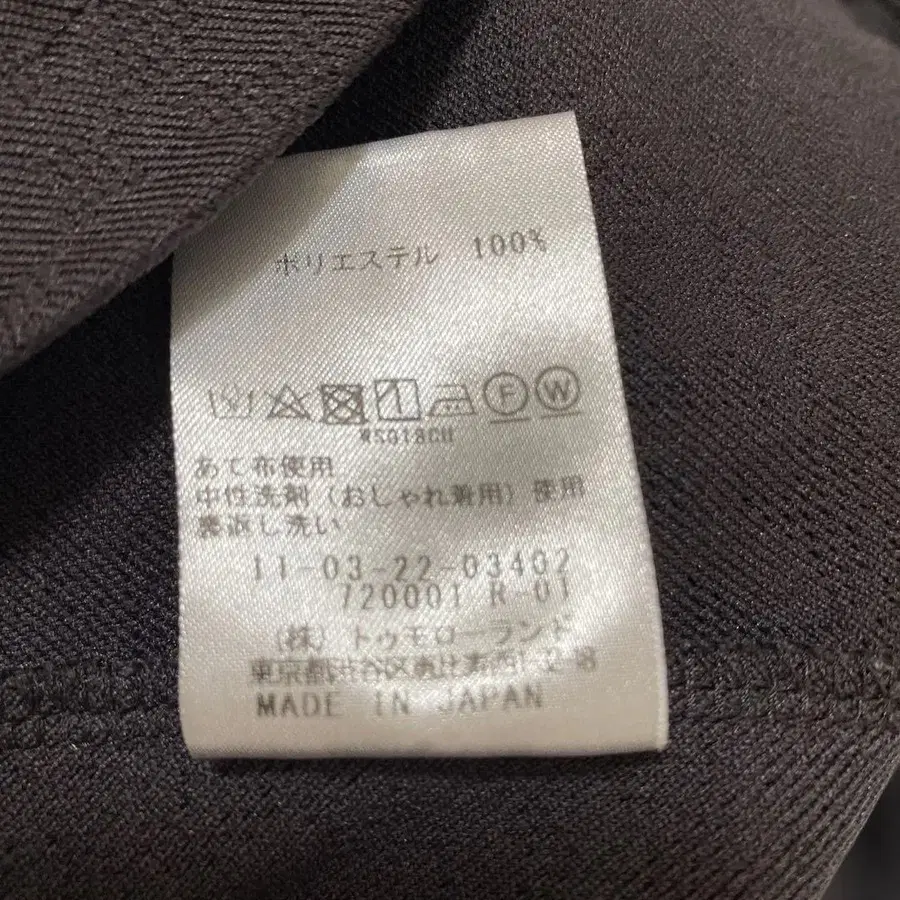 ポリエステル 100%
F W
あて布使用
中性洗剤(おしゃれ着用)使用
裏返し洗い
11-03-22-03402
720001 R-01
(株)トゥモローランド
東京都渋谷区恵比寿西1-2
MADE IN JAPAN